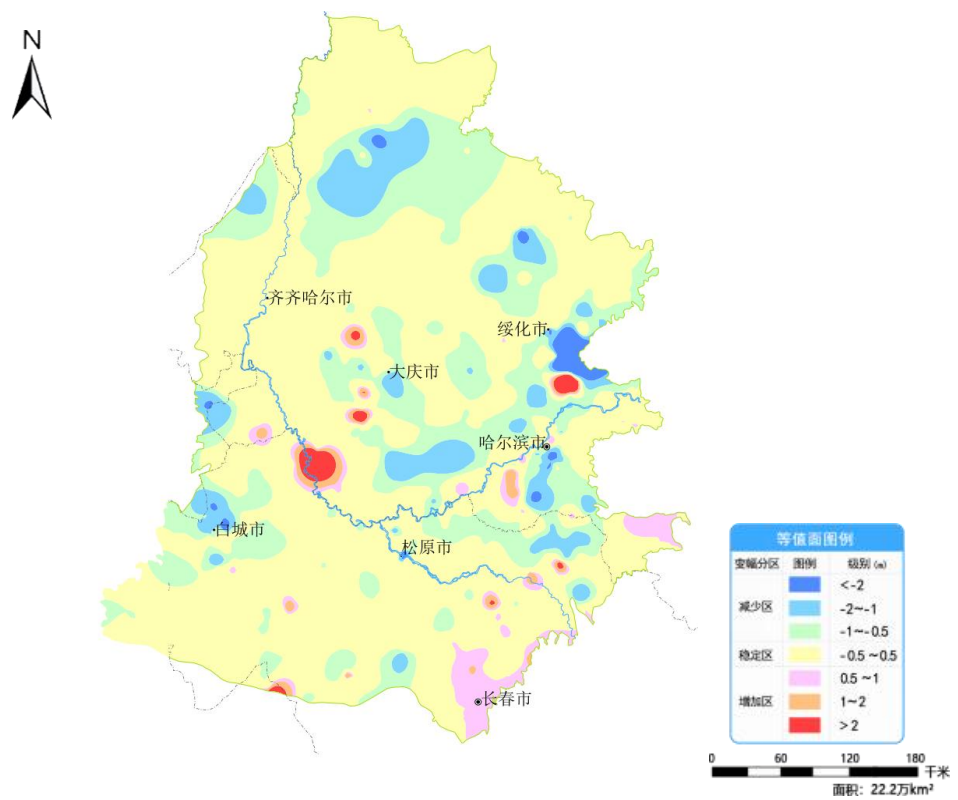 N
齐齐哈尔市
绥化市
大庆市
哈尔滨市
白城市
松原市
长春市
等值面图例
变幅分区 图例 级别 (m)
<-2
减少区 -2~-1
-1~-0.5
稳定区 -0.5~0.5
0.5~1
增加区 1~2
>2
0 60 120 180
千米
面积：22.2万km²